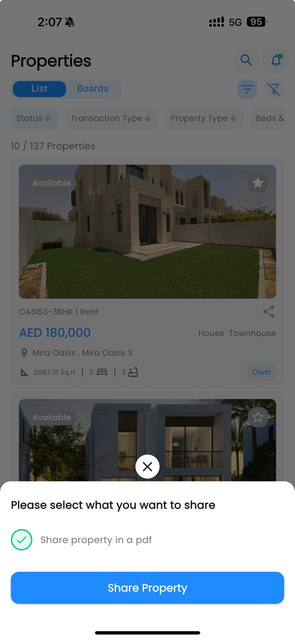 2:07 5G 95
Properties
List Boards
Status ↓ Transaction Type ↓ Property Type ↓ Beds &
10 / 137 Properties
Available
OASIS3-3BHK | Rent
AED 180,000 House Townhouse
Mira Oasis , Mira Oasis 3
2887.31 Sq.ft | 3 | 3 Own
Available
Please select what you want to share
Share property in a pdf
Share Property